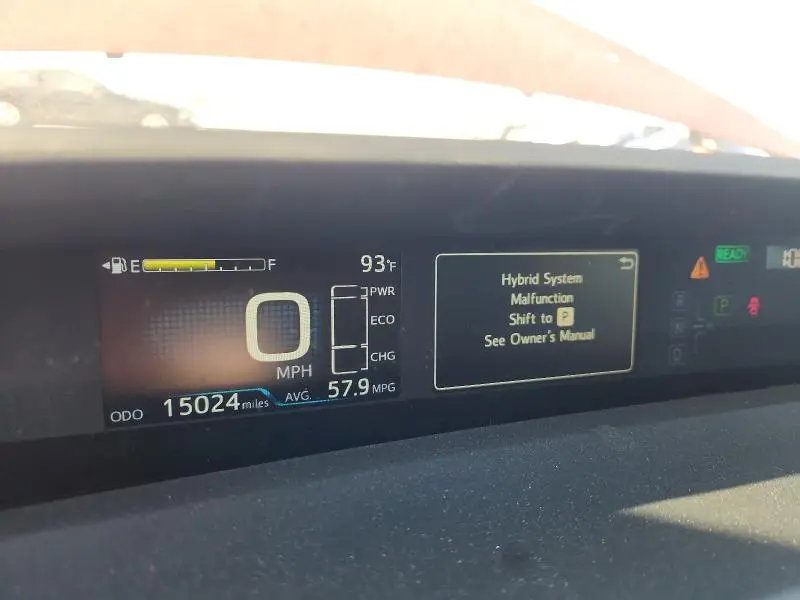 E F
93°F
PWR
ECO
CHG
0
MPH
ODO 15024 miles AVG. 57.9 MPG
Hybrid System
Malfunction
Shift to P
See Owner's Manual
READY
R
N
D
P